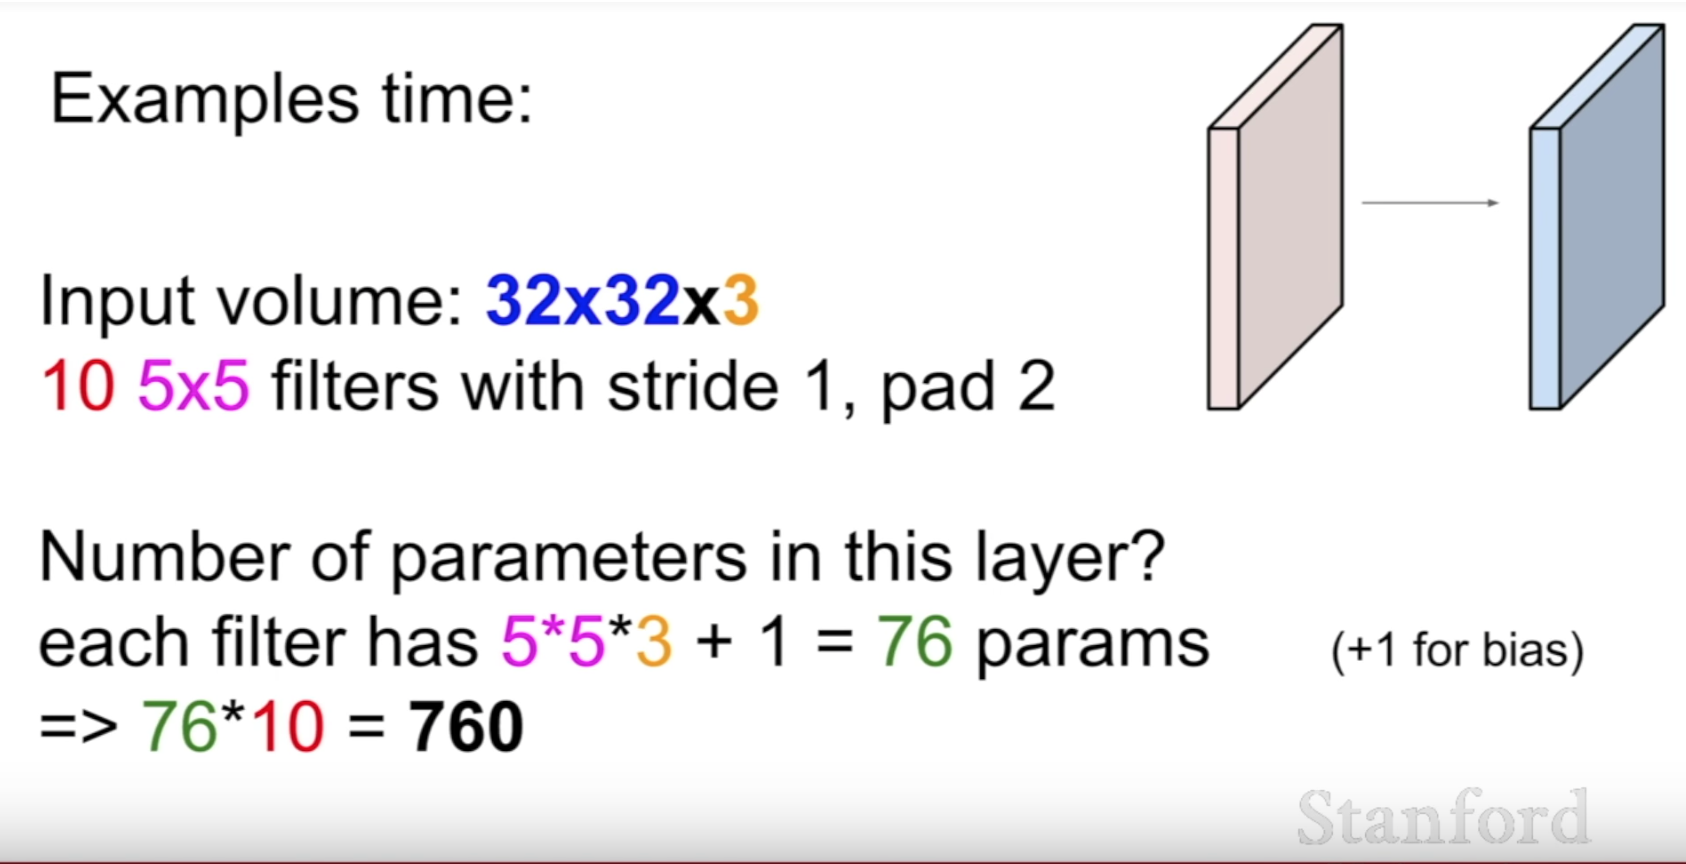 Examples time:
Input volume: 32x32x3
10 5x5 filters with stride 1, pad 2
Number of parameters in this layer?
each filter has 5*5*3 + 1 = 76 params (+1 for bias)
=> 76*10 = 760
Stanford